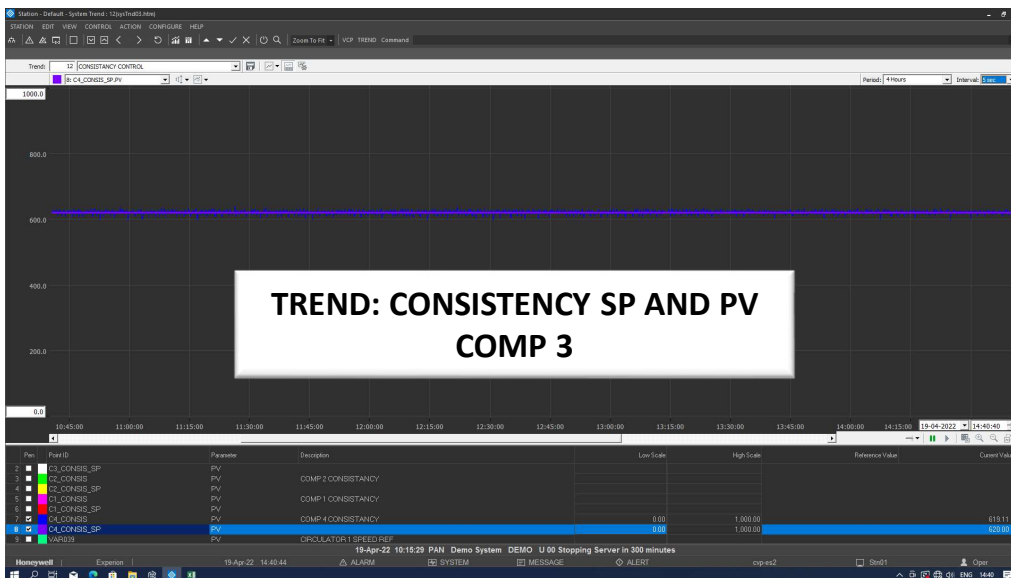 Station - Default - System Trend : 12(sysTrnd03.htm)
STATION EDIT VIEW CONTROL ACTION CONFIGURE HELP
Zoom To Fit VCP TREND Command
Trend: 12 CONSISTANCY CONTROL
8: C4_CONSIS_SP.PV Period: 4 Hours Interval: 5 sec
1000.0
800.0
600.0
400.0
200.0
0.0
TREND: CONSISTENCY SP AND PV
COMP 3
10:45:00 11:00:00 11:15:00 11:30:00 11:45:00 12:00:00 12:15:00 12:30:00 12:45:00 13:00:00 13:15:00 13:30:00 13:45:00 14:00:00 14:15:00 19-04-2022 14:40:40
Pen Point ID Parameter Description Low Scale High Scale Reference Value Current Valu
2 C3_CONSIS_SP PV
3 C2_CONSIS PV COMP 2 CONSISTANCY
4 C2_CONSIS_SP PV
5 C1_CONSIS PV COMP 1 CONSISTANCY
6 C1_CONSIS_SP PV
7 C4_CONSIS PV COMP 4 CONSISTANCY 0.00 1,000.00 619.11
8 C4_CONSIS_SP PV 0.00 1,000.00 620.00
9 VAR039 PV CIRCULATOR 1 SPEED REF
19-Apr-22 10:15:29 PAN Demo System DEMO U 00 Stopping Server in 300 minutes
Honeywell Experion 19-Apr-22 14:40:44 ALARM SYSTEM MESSAGE ALERT cvp-es2 Stn01 Oper
ENG 14:40